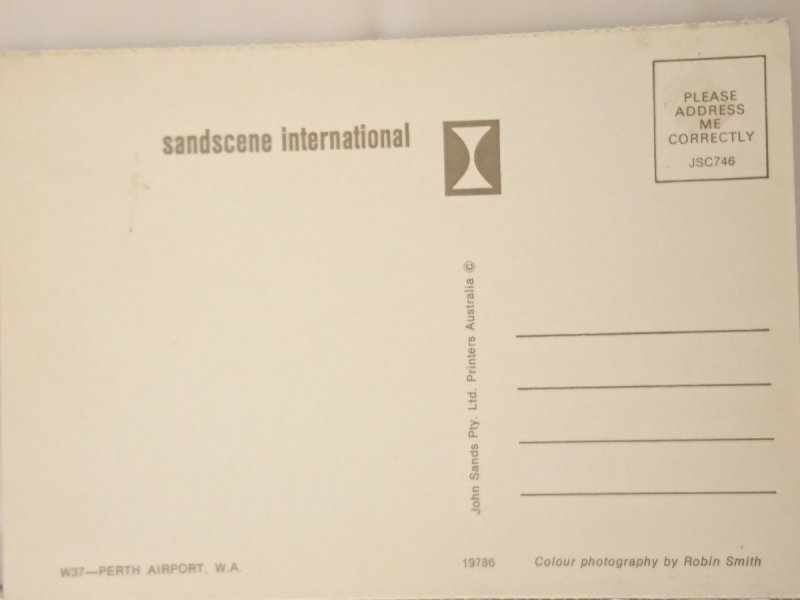 sandscene international
PLEASE
ADDRESS
ME
CORRECTLY
JSC746
John Sands Pty. Ltd. Printers Australia ©
W37—PERTH AIRPORT, W.A.
19786
Colour photography by Robin Smith